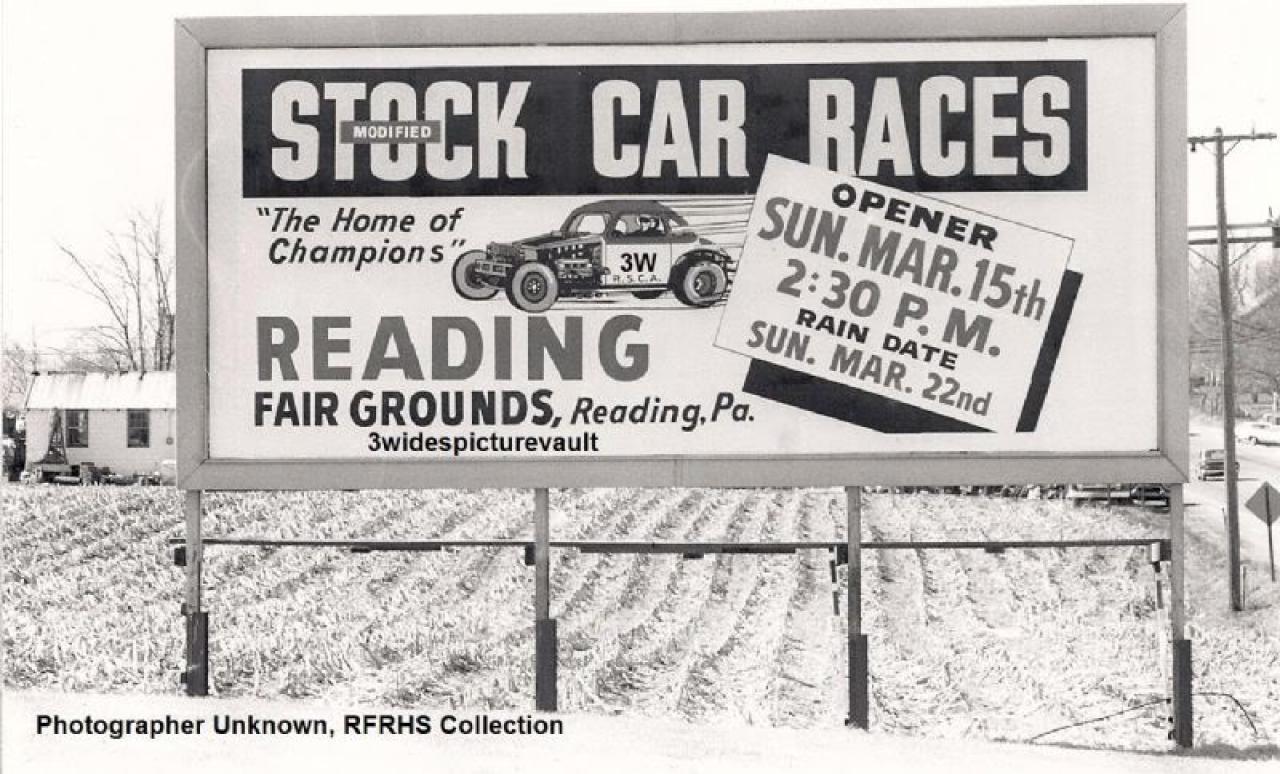 STOCK CAR RACES
MODIFIED
"The Home of
Champions"
3W
R.S.C.A.
OPENER
SUN. MAR. 15th
2:30 P. M.
RAIN DATE
SUN. MAR. 22nd
READING
FAIR GROUNDS, Reading, Pa.
3widespicturevault
Photographer Unknown, RFRHS Collection